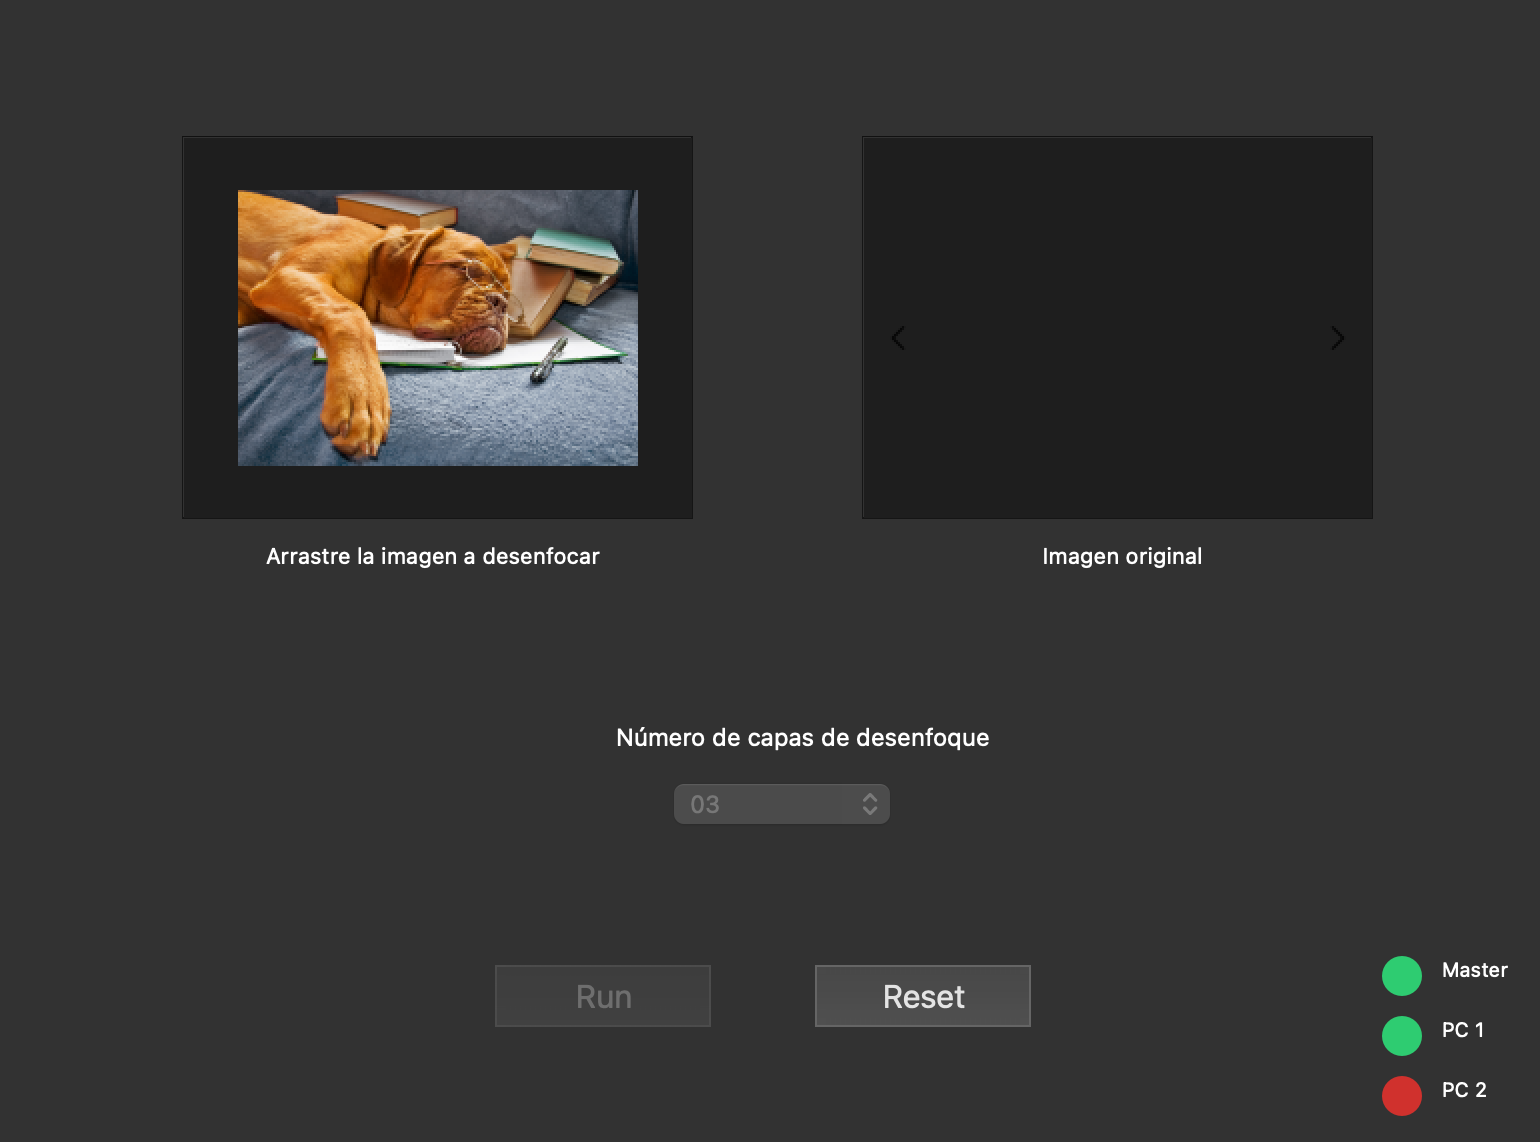 Arrastre la imagen a desenfocar
Imagen original
Número de capas de desenfoque
03
Run
Reset
Master
PC 1
PC 2